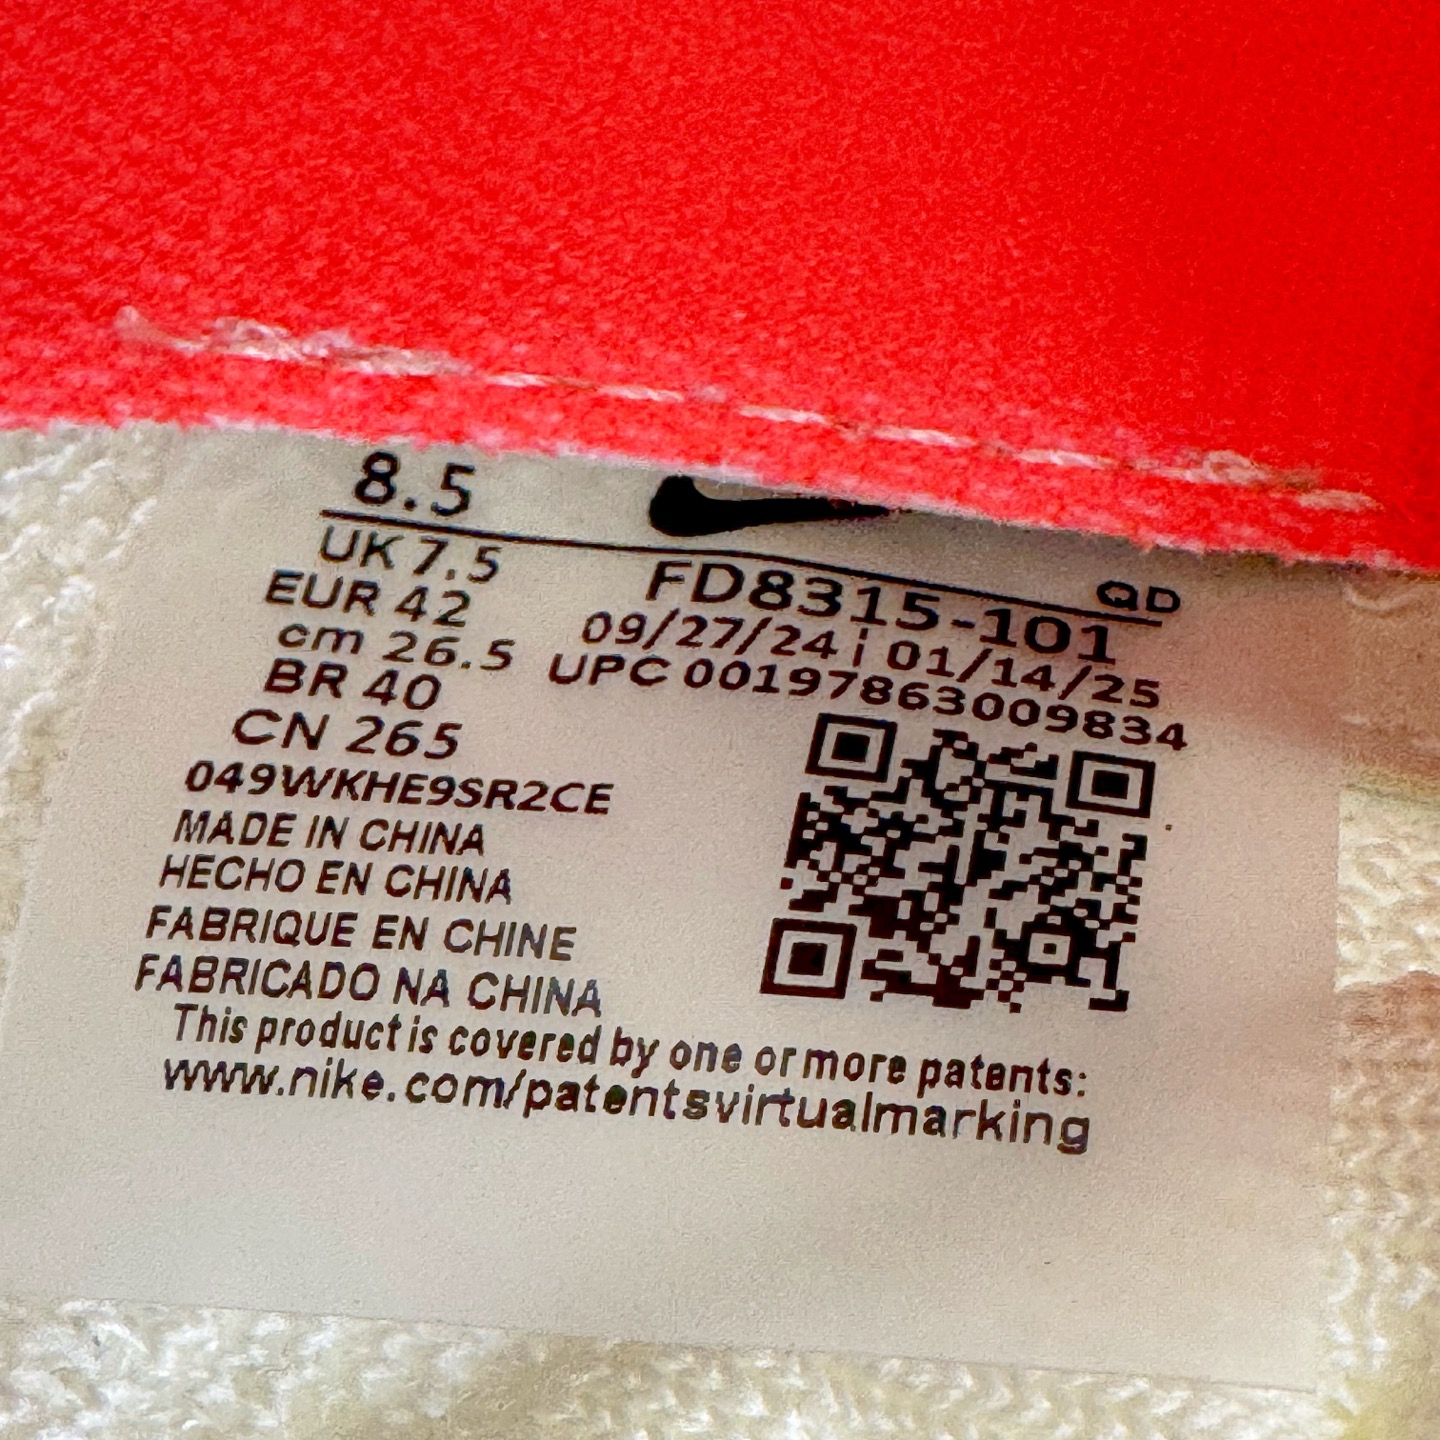 8.5
QD
UK 7.5
FD8315-101
EUR 42
09/27/24 i 01/14/25
cm 26.5
UPC 00197863009834
BR 40
CN 265
049WKHE9SR2CE
MADE IN CHINA
HECHO EN CHINA
FABRIQUE EN CHINE
FABRICADO NA CHINA
This product is covered by one or more patents:
www.nike.com/patentsvirtualmarking